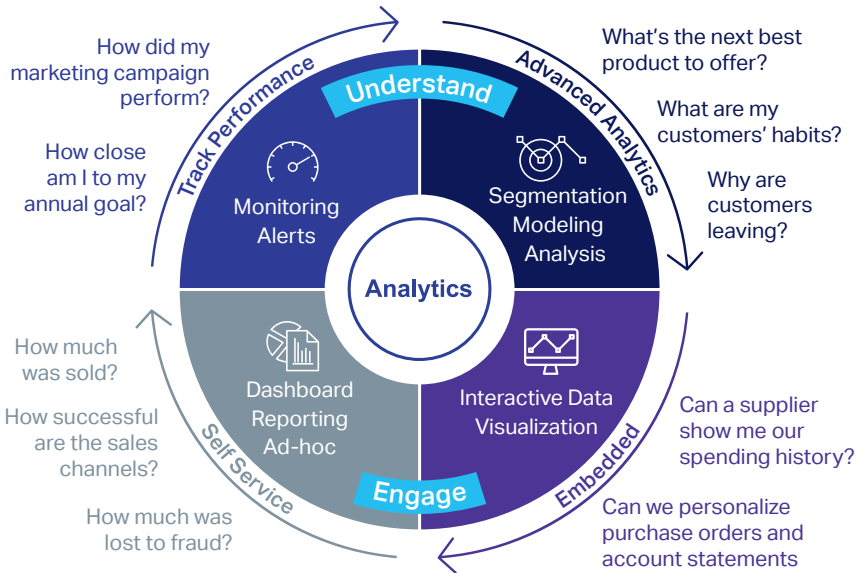 How did my
marketing campaign
perform?
How close
am I to my
annual goal?
Track Performance
Understand
Monitoring
Alerts
Advanced Analytics
What's the next best
product to offer?
What are my
customers' habits?
Why are
customers
leaving?
Segmentation
Modeling
Analysis
Analytics
How much
was sold?
How successful
are the sales
channels?
How much was
lost to fraud?
Self Service
Dashboard
Reporting
Ad-hoc
Engage
Interactive Data
Visualization
Embedded
Can a supplier
show me our
spending history?
Can we personalize
purchase orders and
account statements